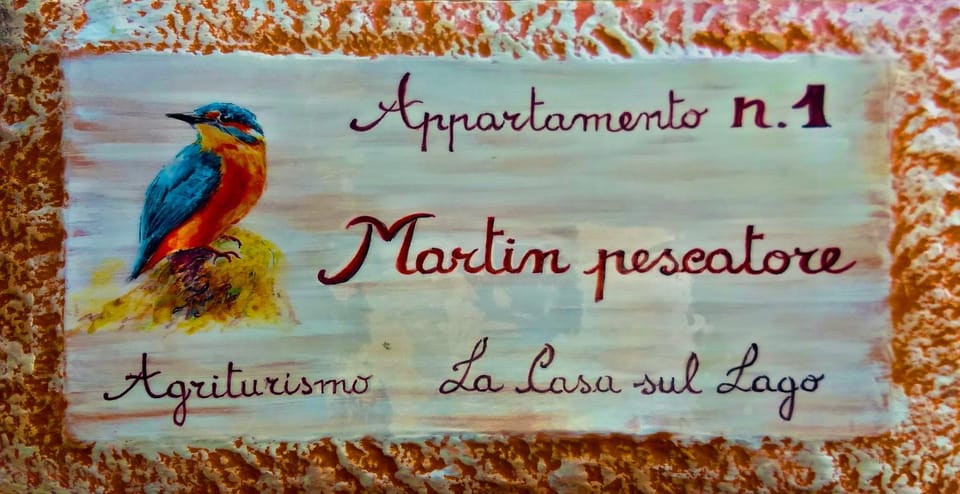 Appartamento n.1
Martin pescatore
Agriturismo La Casa sul Lago